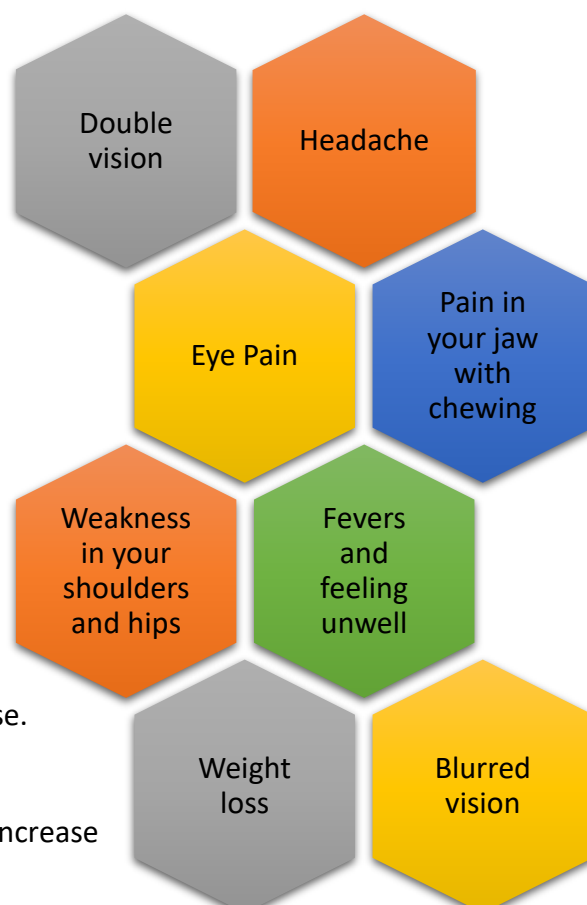 Double
vision
Headache
Eye Pain
Pain in
your jaw
with
chewing
Weakness
in your
shoulders
and hips
Fevers
and
feeling
unwell
Weight
loss
Blurred
vision
se.
ncrease